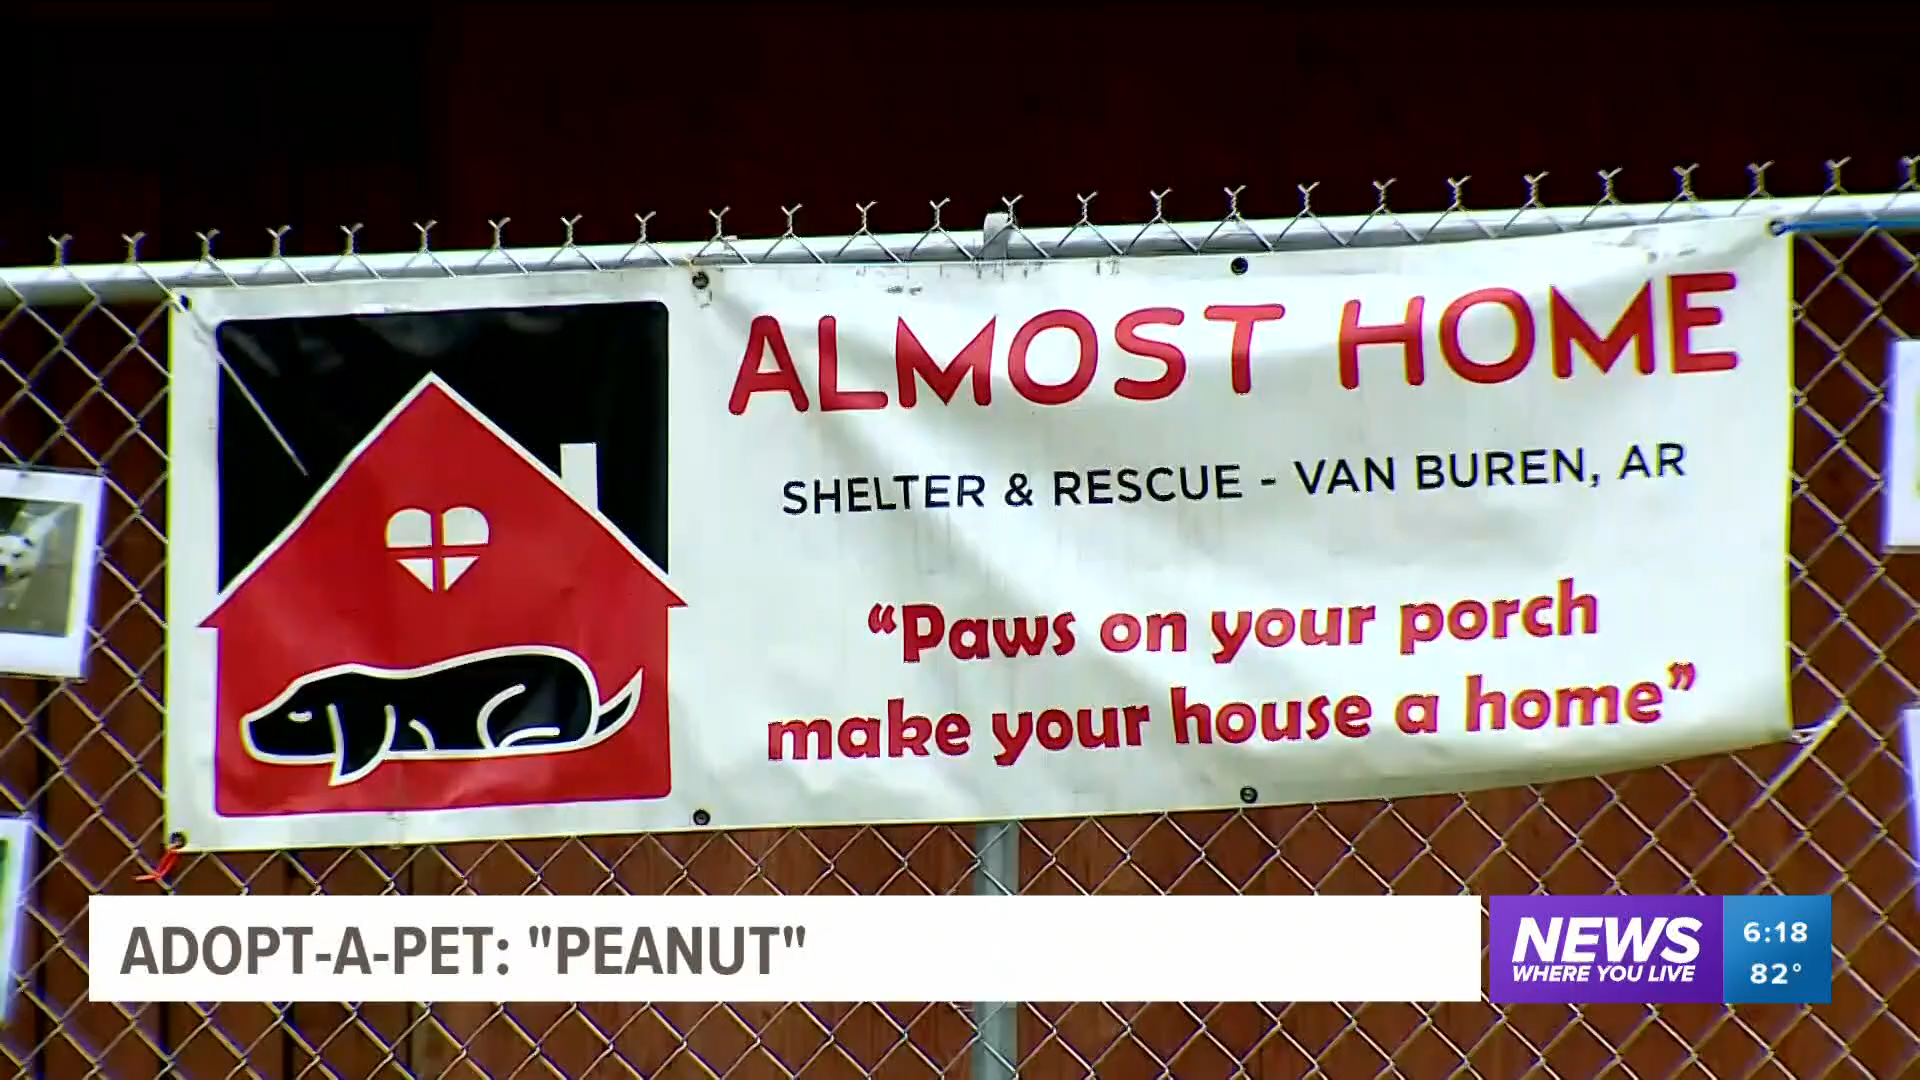 ALMOST HOME
SHELTER & RESCUE - VAN BUREN, AR
“Paws on your porch
make your house a home”
ADOPT-A-PET: "PEANUT"
NEWS
WHERE YOU LIVE
6:18
82°